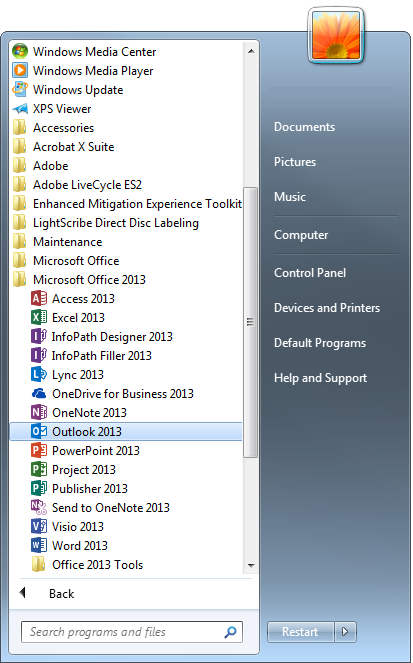 Windows Media Center
Windows Media Player
Windows Update
XPS Viewer
Accessories
Acrobat X Suite
Adobe
Adobe LiveCycle ES2
Enhanced Mitigation Experience Toolkit
LightScribe Direct Disc Labeling
Maintenance
Microsoft Office
Microsoft Office 2013
Access 2013
Excel 2013
InfoPath Designer 2013
InfoPath Filler 2013
Lync 2013
OneDrive for Business 2013
OneNote 2013
Outlook 2013
PowerPoint 2013
Project 2013
Publisher 2013
Send to OneNote 2013
Visio 2013
Word 2013
Office 2013 Tools
Back
Search programs and files
Documents
Pictures
Music
Computer
Control Panel
Devices and Printers
Default Programs
Help and Support
Restart